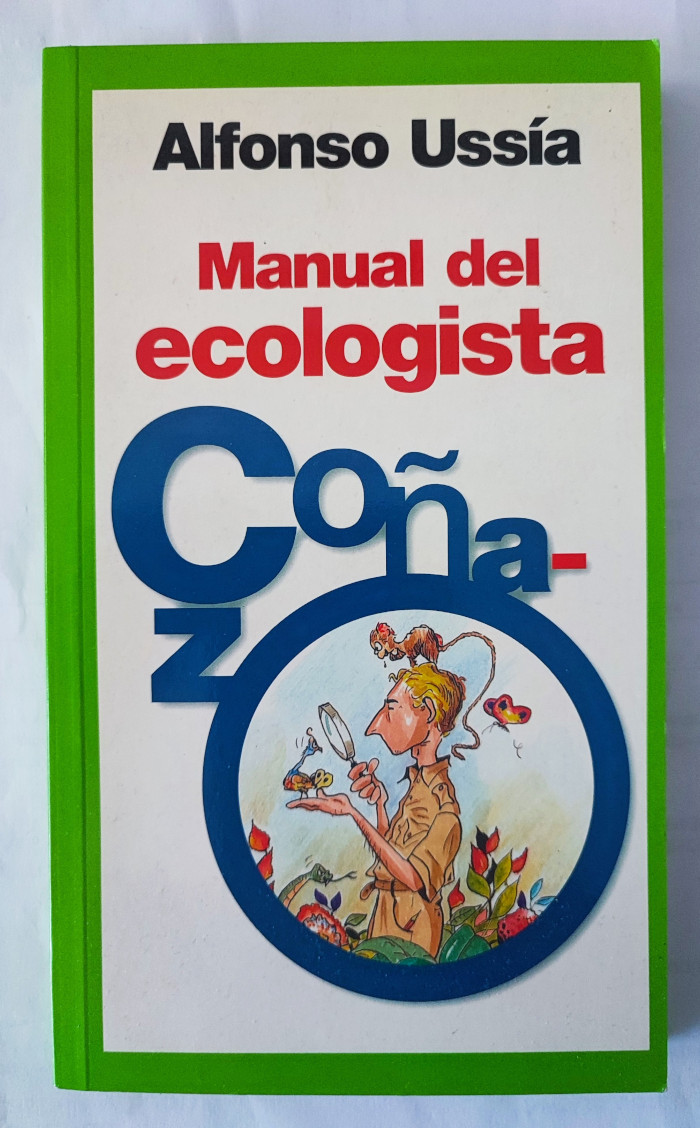 Alfonso Ussía
Manual del
ecologista
Coña-
zo